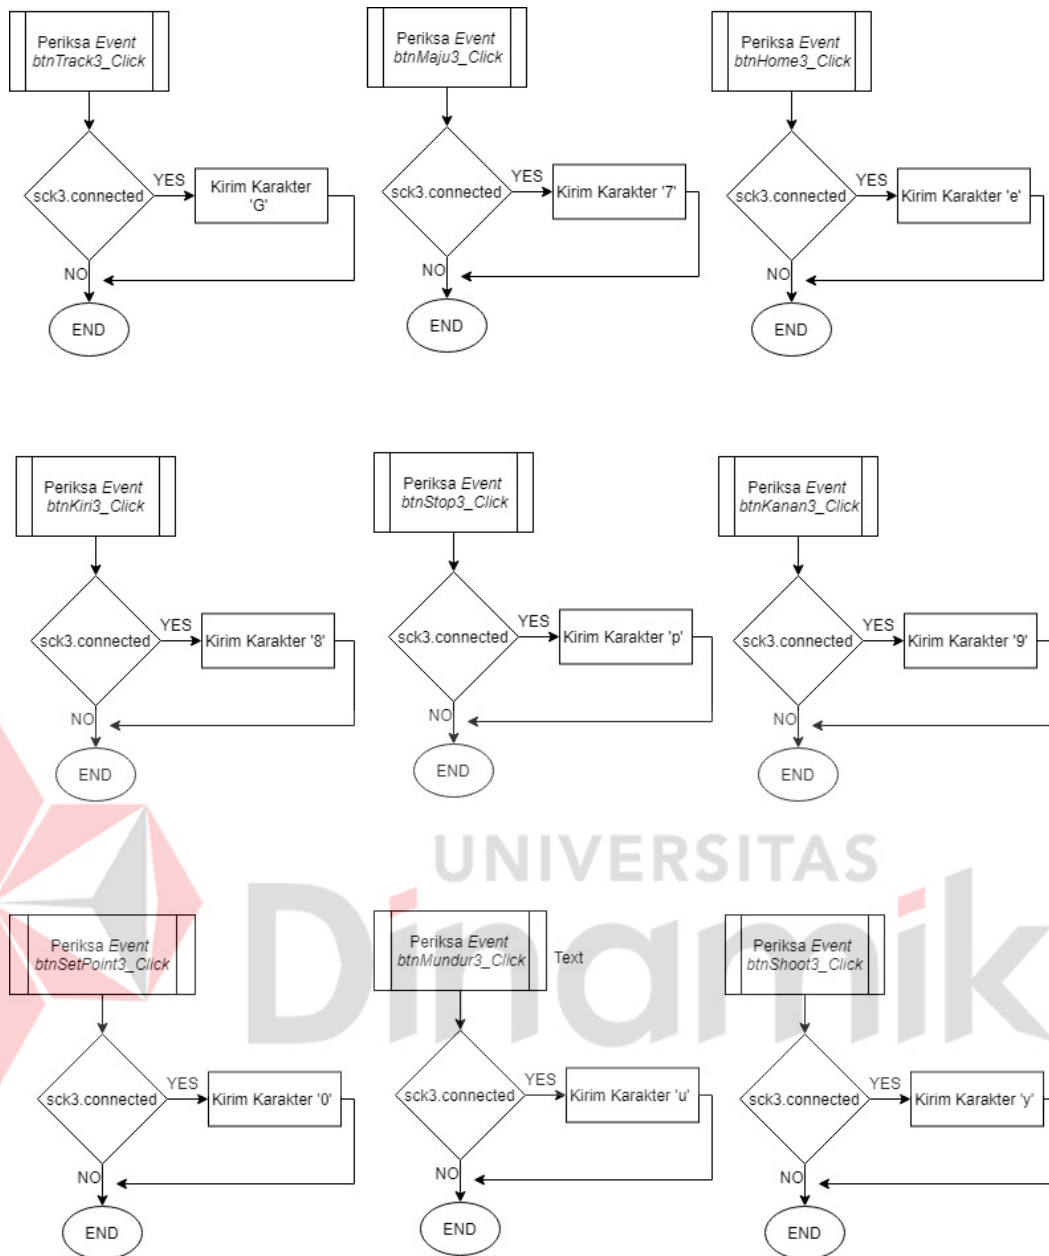 Periksa Event
btnTrack3_Click
sck3.connected
YES
Kirim Karakter
'G'
NO
END
Periksa Event
btnMaju3_Click
sck3.connected
YES
Kirim Karakter '7'
NO
END
Periksa Event
btnHome3_Click
sck3.connected
YES
Kirim Karakter 'e'
NO
END
Periksa Event
btnKiri3_Click
sck3.connected
YES
Kirim Karakter '8'
NO
END
Periksa Event
btnStop3_Click
sck3.connected
YES
Kirim Karakter 'p'
NO
END
Periksa Event
btnKanan3_Click
sck3.connected
YES
Kirim Karakter '9'
NO
END
UNIVERSITAS
Dinamik
Periksa Event
btnSetPoint3_Click
sck3.connected
YES
Kirim Karakter '0'
NO
END
Periksa Event
btnMundur3_Click
Text
sck3.connected
YES
Kirim Karakter 'u'
NO
END
Periksa Event
btnShoot3_Click
sck3.connected
YES
Kirim Karakter 'y'
NO
END